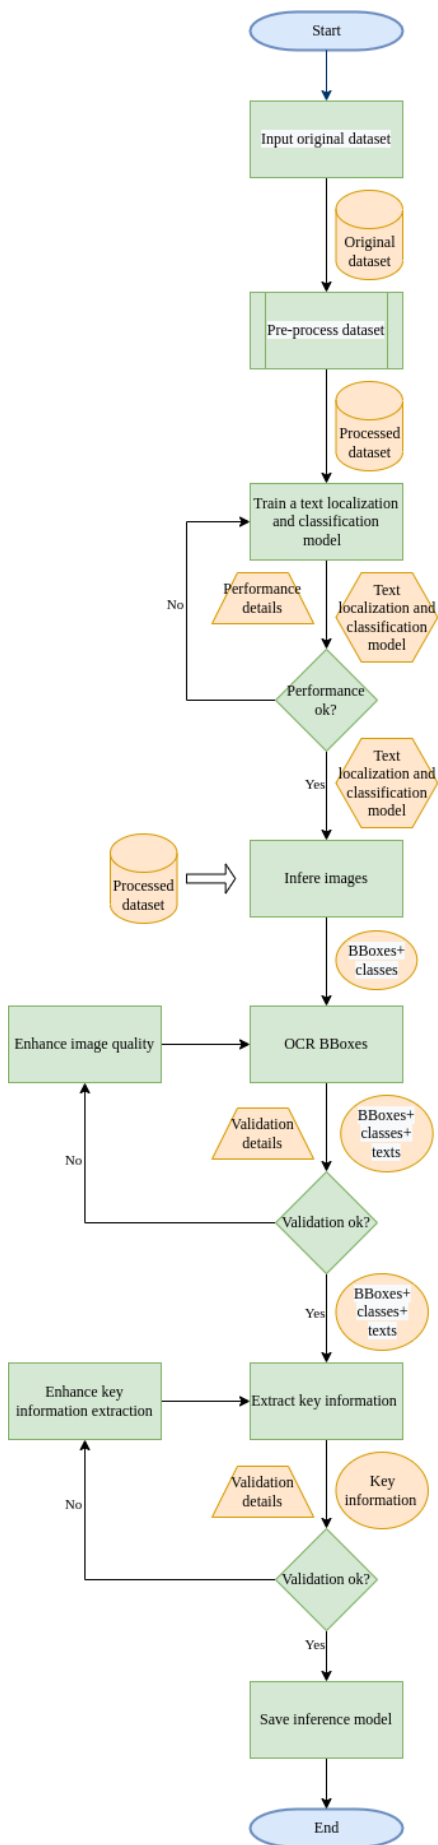 Start
Input original dataset
Original
dataset
Pre-process dataset
Processed
dataset
Train a text localization
and classification
model
Performance
details
Text
localization and
classification
model
No
Performance
ok?
Yes
Text
localization and
classification
model
Processed
dataset
Infere images
BBoxes+
classes
Enhance image quality
OCR BBoxes
Validation
details
BBoxes+
classes+
texts
No
Validation ok?
Yes
BBoxes+
classes+
texts
Enhance key
information extraction
Extract key information
Validation
details
Key
information
No
Validation ok?
Yes
Save inference model
End